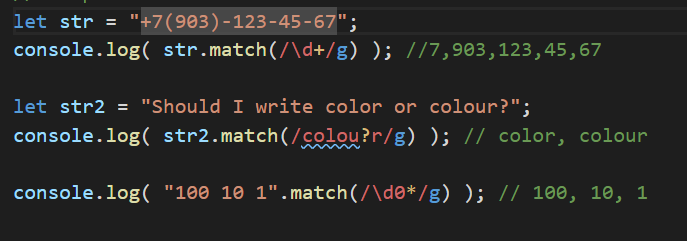 let str = "+7(903)-123-45-67";
console.log( str.match(/\d+/g) ); //7,903,123,45,67
let str2 = "Should I write color or colour?";
console.log( str2.match(/colou?r/g) ); // color, colour
console.log( "100 10 1".match(/\d0*/g) ); // 100, 10, 1